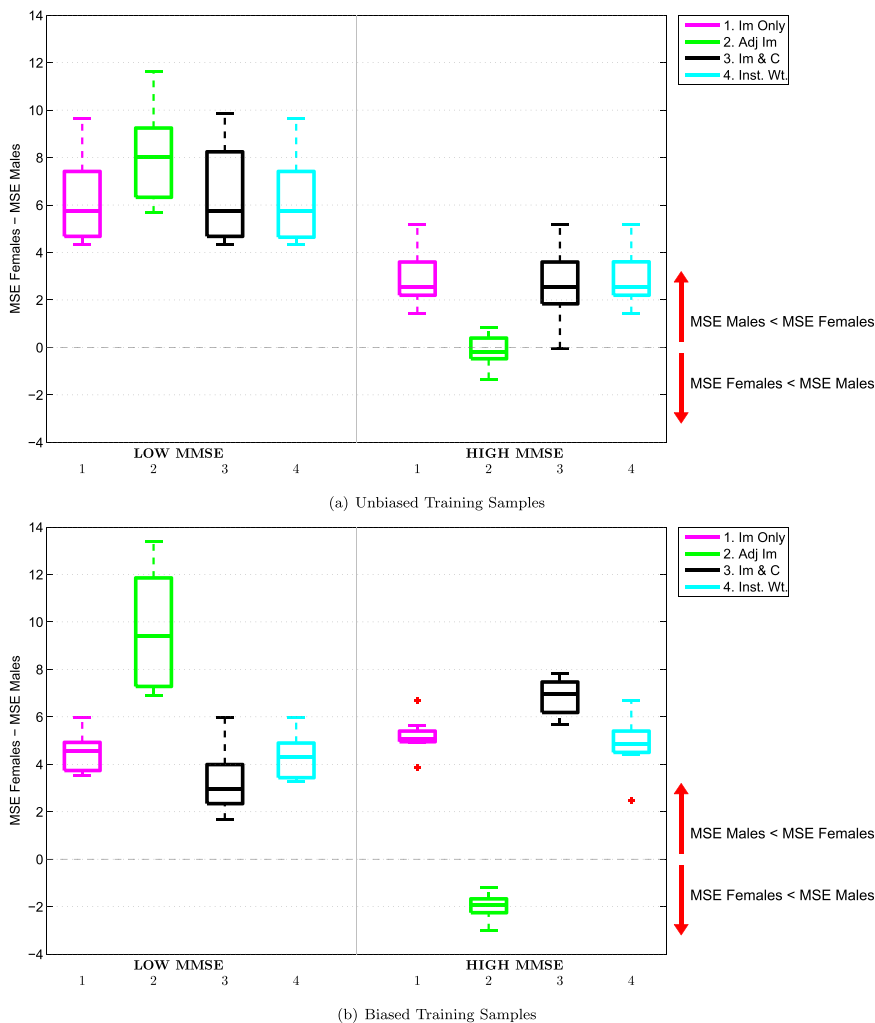 14
12
10
8
6
4
2
0
−2
−4
MSE Females − MSE Males
1. Im Only
2. Adj Im
3. Im & C
4. Inst. Wt.
MSE Males < MSE Females
MSE Females < MSE Males
LOW MMSE HIGH MMSE
1 2 3 4 1 2 3 4
(a) Unbiased Training Samples
14
12
10
8
6
4
2
0
−2
−4
MSE Females − MSE Males
1. Im Only
2. Adj Im
3. Im & C
4. Inst. Wt.
MSE Males < MSE Females
MSE Females < MSE Males
LOW MMSE HIGH MMSE
1 2 3 4 1 2 3 4
(b) Biased Training Samples